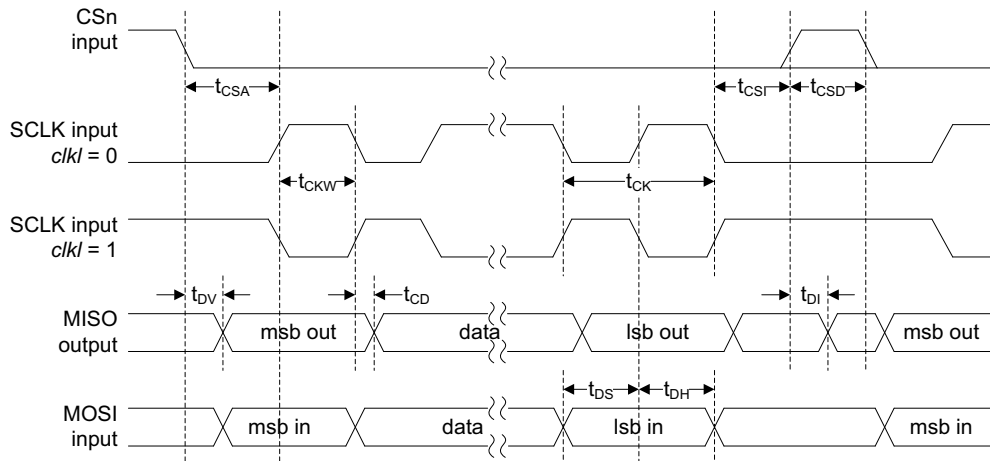 CSn
input
tCSA
tCSI
tCSD
SCLK input
clkl = 0
tCKW
tCK
SCLK input
clkl = 1
tDV
tCD
tDI
MISO
output
msb out
data
lsb out
msb out
tDS
tDH
MOSI
input
msb in
data
lsb in
msb in